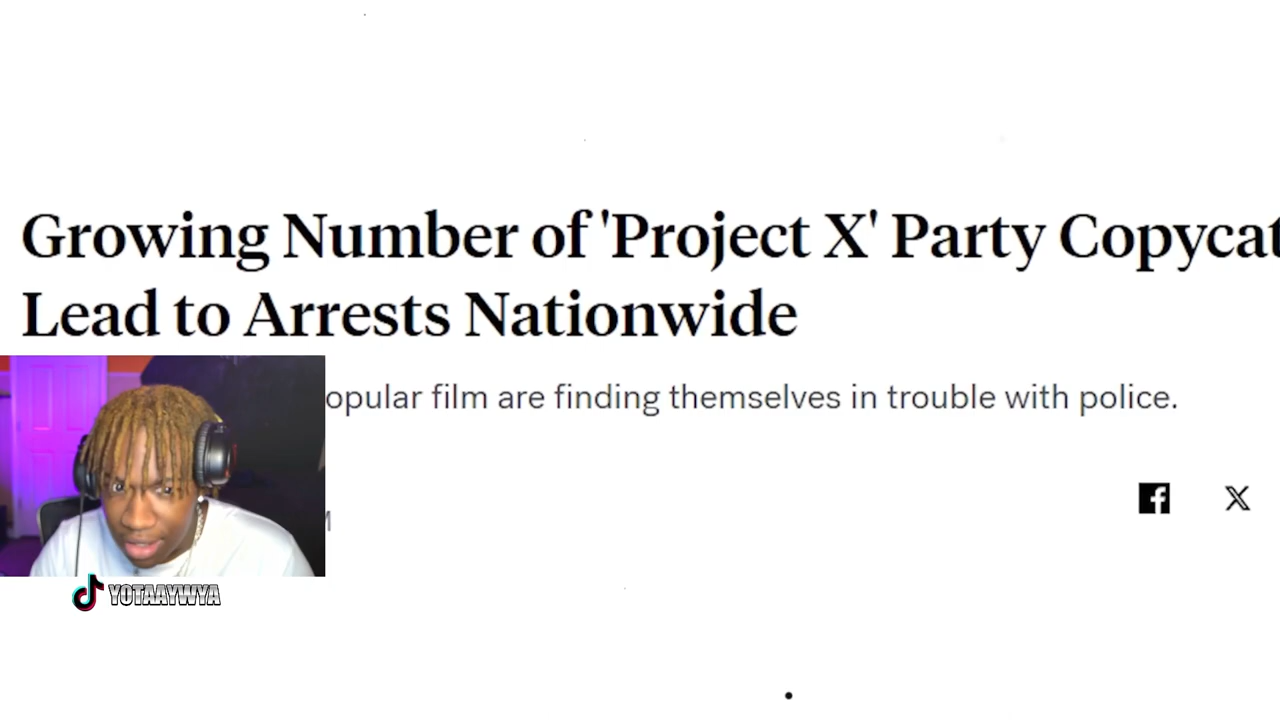 Growing Number of 'Project X' Party Copycat
Lead to Arrests Nationwide
opular film are finding themselves in trouble with police.
YOTAAYWYA